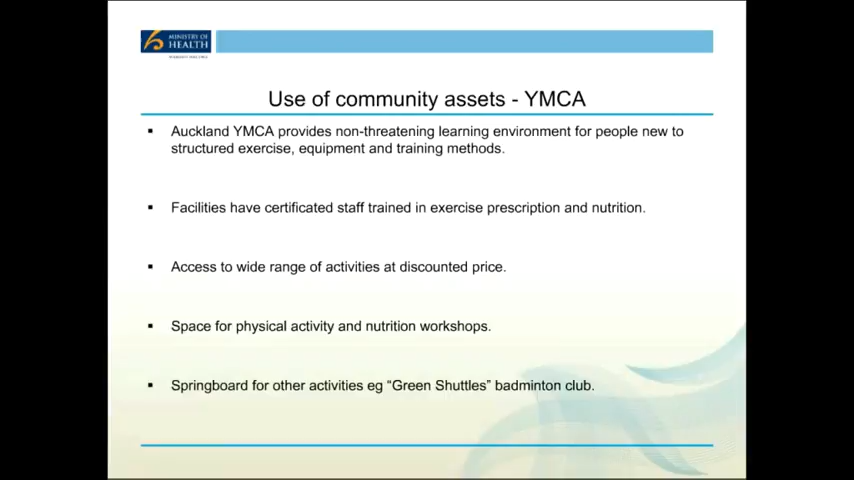 MINISTRY OF
HEALTH
Use of community assets - YMCA
▪ Auckland YMCA provides non-threatening learning environment for people new to
structured exercise, equipment and training methods.
▪ Facilities have certificated staff trained in exercise prescription and nutrition.
▪ Access to wide range of activities at discounted price.
▪ Space for physical activity and nutrition workshops.
▪ Springboard for other activities eg “Green Shuttles” badminton club.